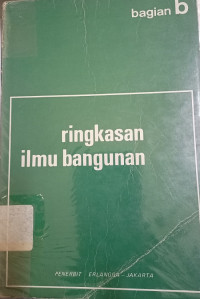 bagian b
ringkasan
ilmu bangunan
PENERBIT ERLANGGA - JAKARTA